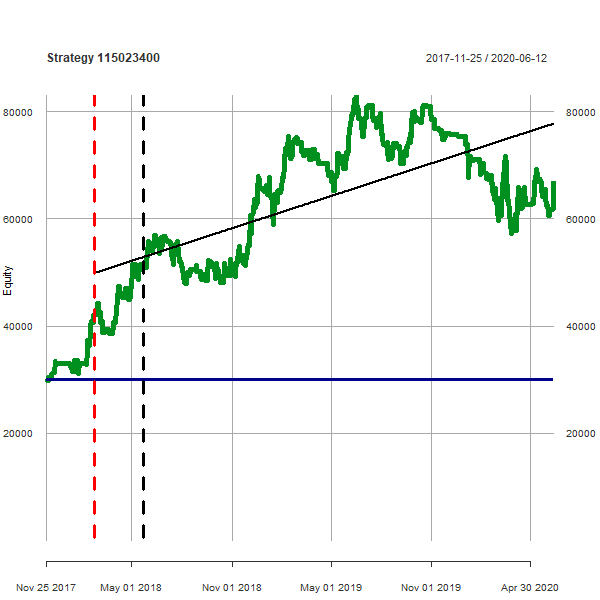 Strategy 115023400
2017-11-25 / 2020-06-12
80000
80000
60000
60000
Equity
40000
40000
20000
20000
Nov 25 2017
May 01 2018
Nov 01 2018
May 01 2019
Nov 01 2019
Apr 30 2020